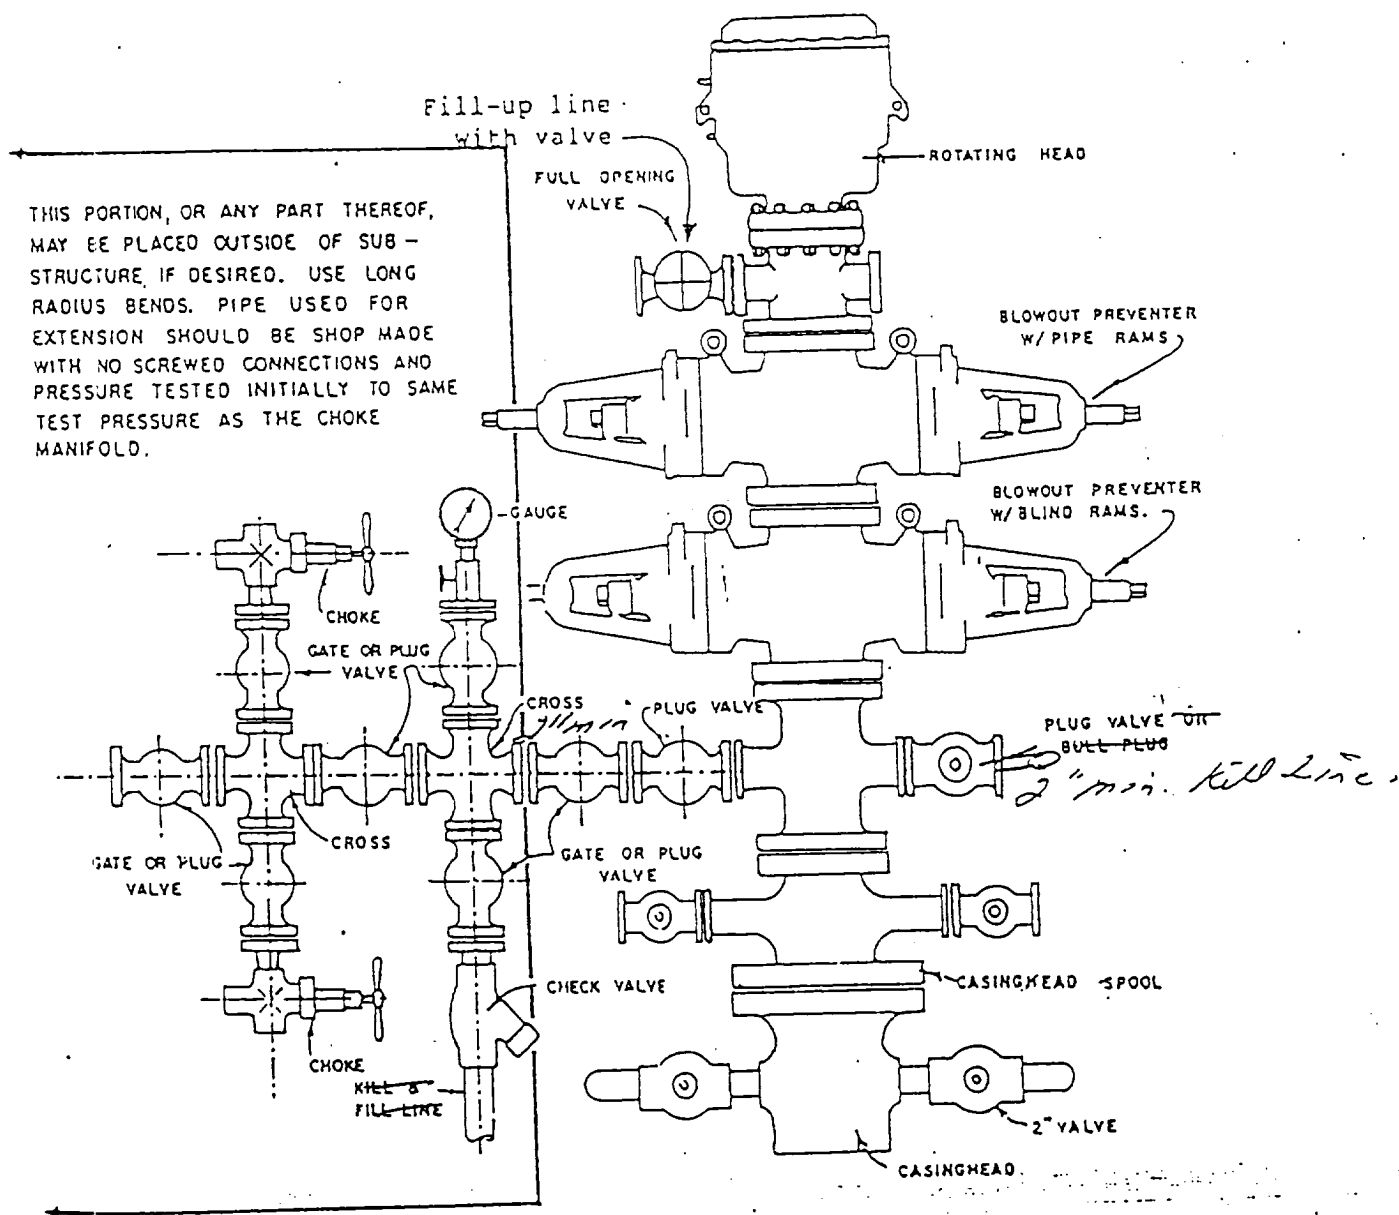 Fill-up line
with valve
FULL OPENING
VALVE
ROTATING HEAD
THIS PORTION, OR ANY PART THEREOF,
MAY BE PLACED OUTSIDE OF SUB-
STRUCTURE IF DESIRED. USE LONG
RADIUS BENDS. PIPE USED FOR
EXTENSION SHOULD BE SHOP MADE
WITH NO SCREWED CONNECTIONS AND
PRESSURE TESTED INITIALLY TO SAME
TEST PRESSURE AS THE CHOKE
MANIFOLD.
BLOWOUT PREVENTER
W/ PIPE RAMS
BLOWOUT PREVENTER
W/ BLIND RAMS.
GAUGE
CHOKE
GATE OR PLUG
VALVE
CROSS
min
PLUG VALVE
PLUG VALVE OR
BULL PLUG
2" min. Kill Line.
CROSS
GATE OR PLUG
VALVE
GATE OR PLUG
VALVE
CHECK VALVE
CASINGHEAD SPOOL
CHOKE
KILL &
FILL LINE
2" VALVE
CASINGHEAD